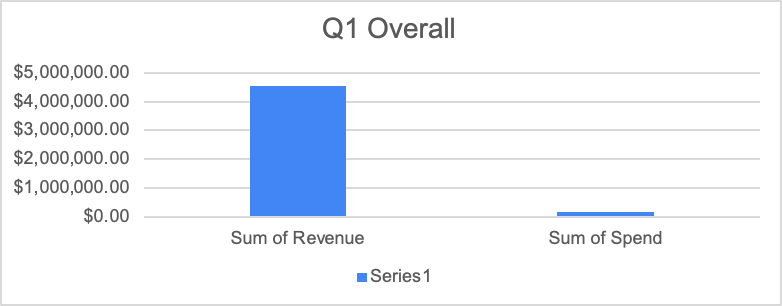 Q1 Overall
$5,000,000.00
$4,000,000.00
$3,000,000.00
$2,000,000.00
$1,000,000.00
$0.00
Sum of Revenue Sum of Spend
Series1